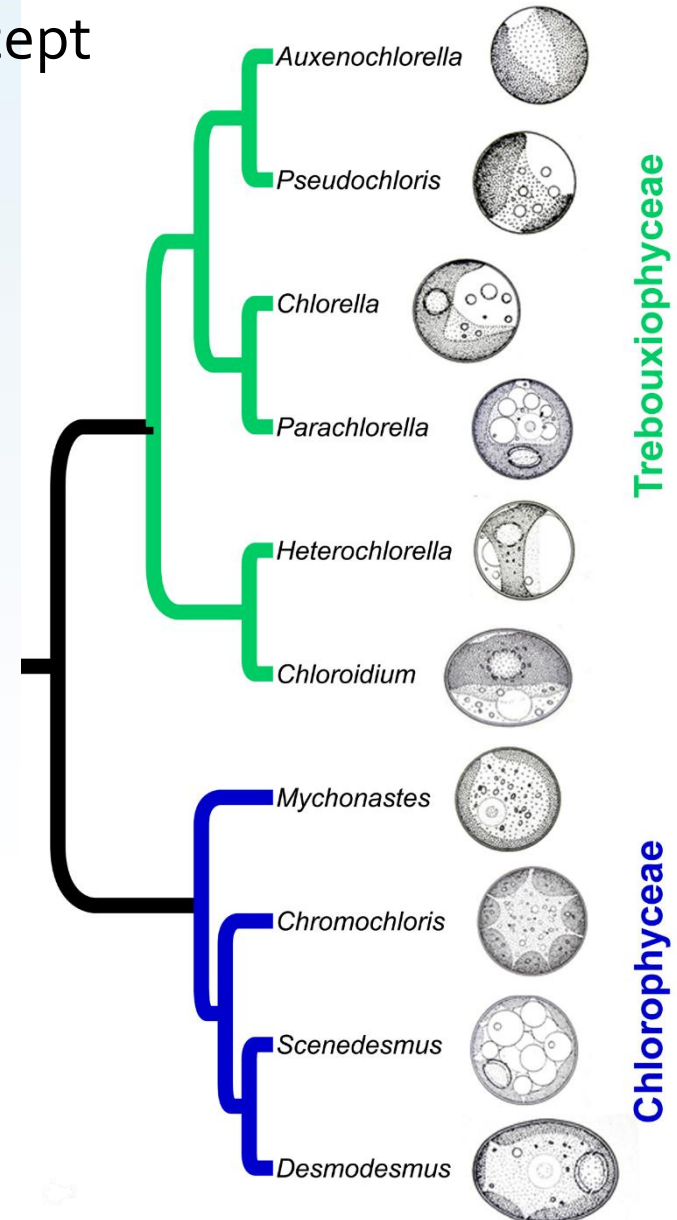 ept
Auxenochlorella
Pseudochloris
Chlorella
Parachlorella
Heterochlorella
Chloroidium
Mychonastes
Chromochloris
Scenedesmus
Desmodesmus
Trebouxiophyceae
Chlorophyceae